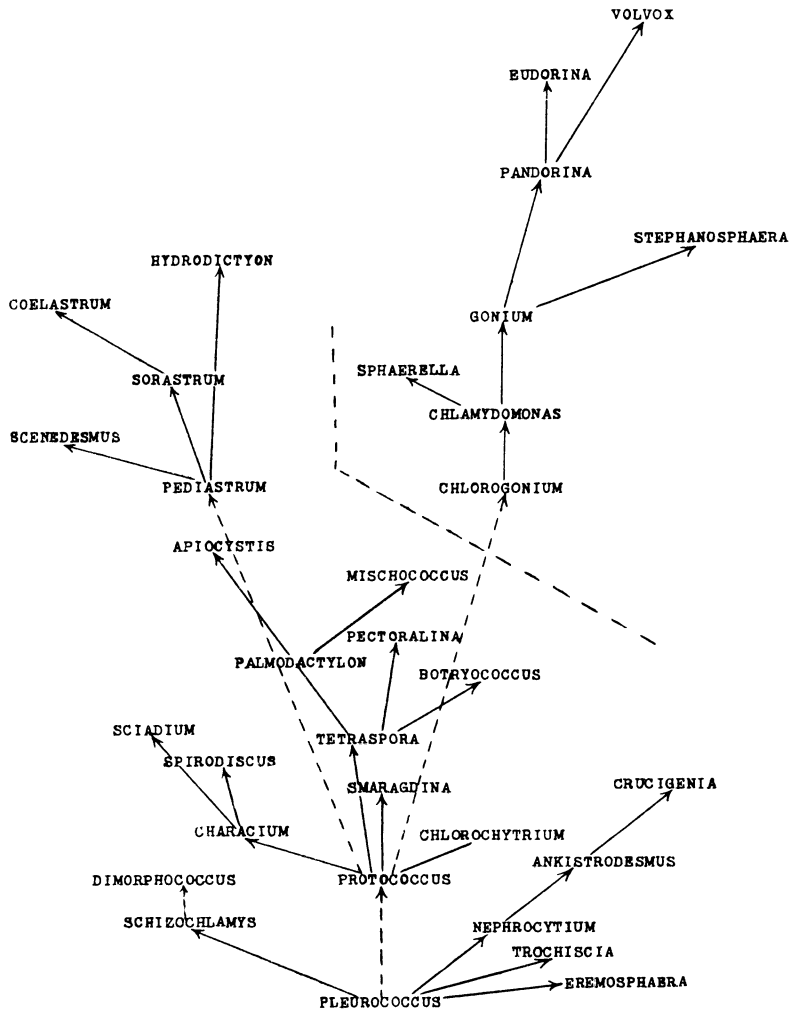 VOLVOX
EUDORINA
PANDORINA
STEPHANOSPHAERA
HYDRODICTYON
COELASTRUM
GONIUM
SPHAERELLA
SORASTRUM
CHLAMYDOMONAS
SCENEDESMUS
PEDIASTRUM
CHLOROGONIUM
APIOCYSTIS
MISCHOCOCCUS
PECTORALINA
PALMODACTYLON
BOTRYOCOCCUS
SCIADIUM
TETRASPORA
SPIRODISCUS
SMARAGDINA
CRUCIGENIA
CHARACIUM
CHLOROCHYTRIUM
ANKISTRODESMUS
DIMORPHOCOCCUS
PROTOCOCCUS
SCHIZOCHLAMYS
NEPHROCYTIUM
TROCHISCIA
EREMOSPHAERA
PLEUROCOCCUS